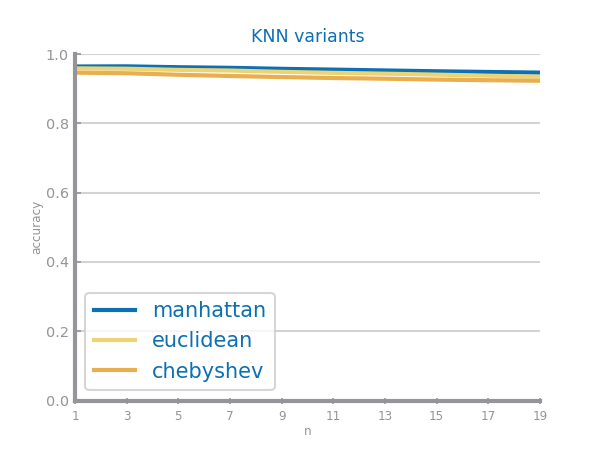 KNN variants
1.0
0.8
0.6
0.4
0.2
0.0
accuracy
manhattan
euclidean
chebyshev
1 3 5 7 9 11 13 15 17 19
n